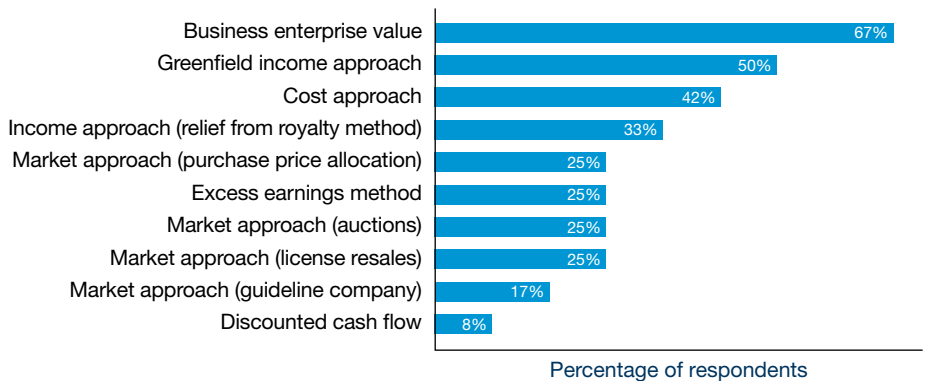 Business enterprise value 67%
Greenfield income approach 50%
Cost approach 42%
Income approach (relief from royalty method) 33%
Market approach (purchase price allocation) 25%
Excess earnings method 25%
Market approach (auctions) 25%
Market approach (license resales) 25%
Market approach (guideline company) 17%
Discounted cash flow 8%
Percentage of respondents